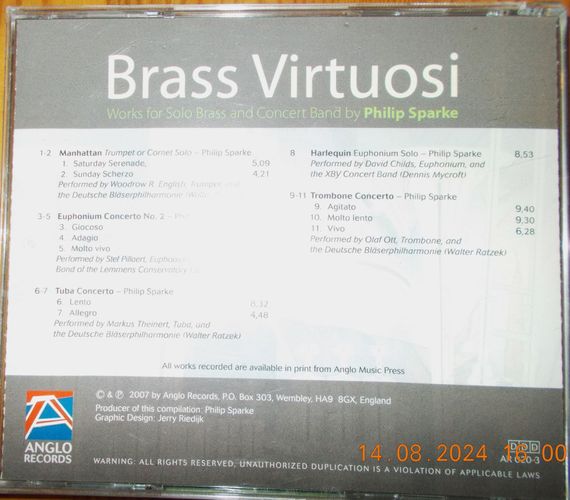 Brass Virtuosi
Works for Solo Brass and Concert Band by Philip Sparke
1-2 Manhattan Trumpet or Cornet Solo – Philip Sparke
1. Saturday Serenade, 5,09
2. Sunday Scherzo 4,21
Performed by Woodrow R. English, Trumpet, and
the Deutsche Bläserphilharmonie (Walter
3-5 Euphonium Concerto No. 2 –
3. Giocoso
4. Adagio
5. Molto vivo
Performed by Stef Pillaert, Euphonium
Band of the Lemmens Conservatory
6-7 Tuba Concerto – Philip Sparke
6. Lento 8,32
7. Allegro 4,48
Performed by Markus Theinert, Tuba, and
the Deutsche Bläserphilharmonie (Walter Ratzek)
8 Harlequin Euphonium Solo – Philip Sparke 8,53
Performed by David Childs, Euphonium, and
the XBY Concert Band (Dennis Mycroft)
9-11 Trombone Concerto – Philip Sparke
9. Agitato 9,40
10. Molto lento 9,30
11. Vivo 6,28
Performed by Olaf Ott, Trombone, and
the Deutsche Bläserphilharmonie (Walter Ratzek)
All works recorded are available in print from Anglo Music Press
© & ℗ 2007 by Anglo Records, P.O. Box 303, Wembley, HA9 8GX, England
Producer of this compilation: Philip Sparke
Graphic Design: Jerry Riedijk
ANGLO
RECORDS
DDD
WARNING: ALL RIGHTS RESERVED, UNAUTHORIZED DUPLICATION IS A VIOLATION OF APPLICABLE LAWS
14.08.2024